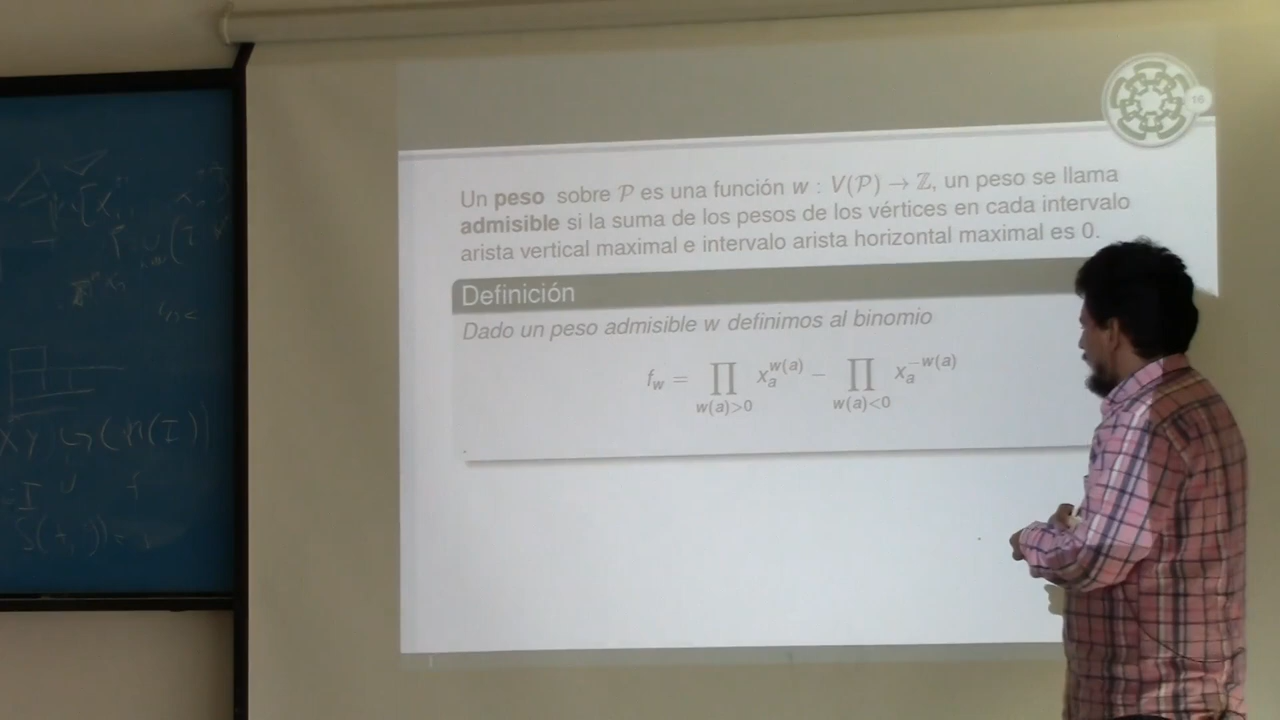 16
Un peso sobre 𝒫 es una función w : V(𝒫) → ℤ, un peso se llama
admisible si la suma de los pesos de los vértices en cada intervalo
arista vertical maximal e intervalo arista horizontal maximal es 0.
Definición
Dado un peso admisible w definimos al binomio
f_w = ∏_{w(a)>0} x_a^{w(a)} − ∏_{w(a)<0} x_a^{−w(a)}